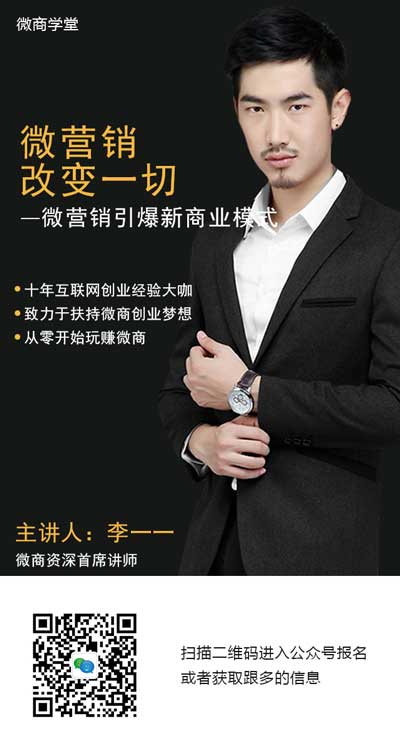 微商学堂
微营销
改变一切
—微营销引爆新商业模式
十年互联网创业经验大咖
致力于扶持微商创业梦想
从零开始玩赚微商
主讲人：李一一
微商资深首席讲师
扫描二维码进入公众号报名
或者获取跟多的信息